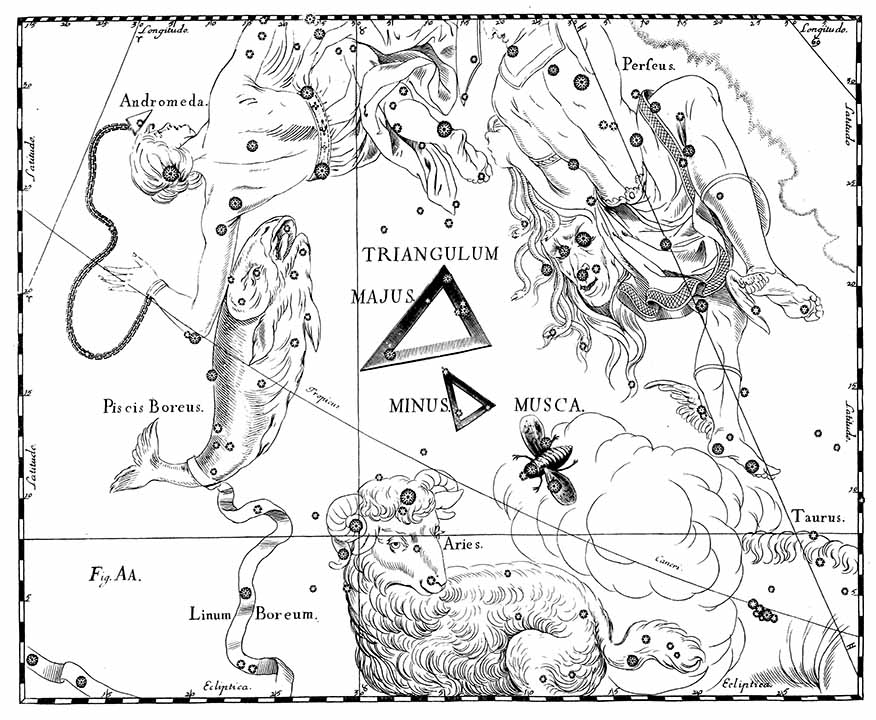 Longitudo.
Longitudo.
Perseus.
Andromeda.
Latitudo.
Latitudo.
TRIANGULUM
MAJUS.
Tropicus
MINUS.
MUSCA.
Piscis Boreus.
Latitudo.
Latitudo.
Taurus.
Aries.
Cancri.
Fig. AA.
Linum Boreum.
Ecliptica.
Ecliptica.